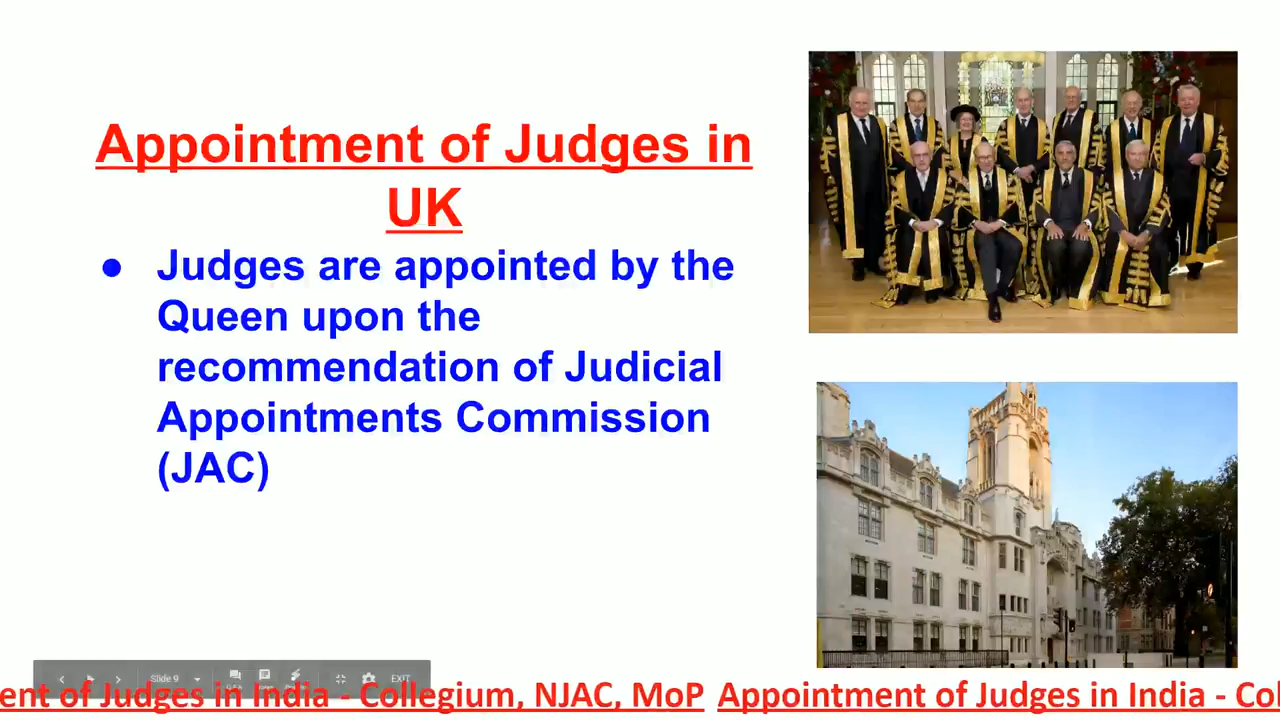 Appointment of Judges in
UK
● Judges are appointed by the
Queen upon the
recommendation of Judicial
Appointments Commission
(JAC)
Slide 9
EXIT
ent of Judges in India - Collegium, NJAC, MoP Appointment of Judges in India - Col